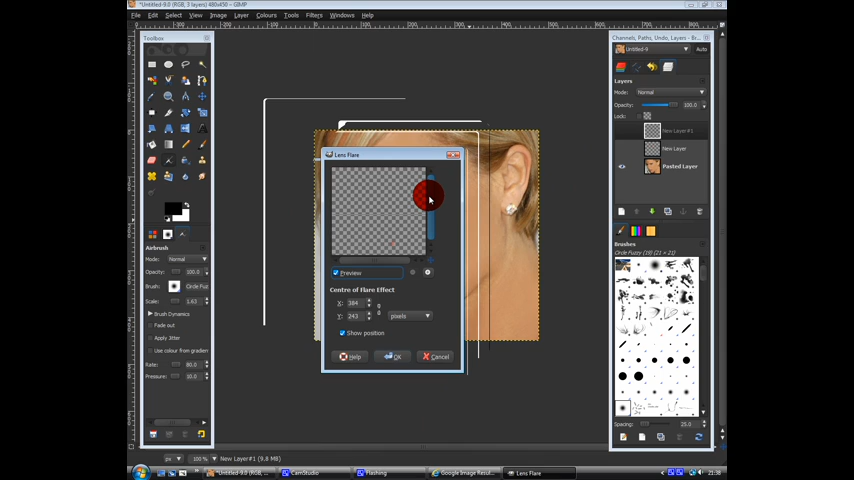 *Untitled-9.0 (RGB, 3 layers) 480x450 – GIMP
File Edit Select View Image Layer Colours Tools Filters Windows Help
Toolbox
Channels, Paths, Undo, Layers - Br...
Untitled-9 Auto
Layers
Mode: Normal
Opacity: 100.0
Lock:
New Layer#1
New Layer
Pasted Layer
Lens Flare
Preview
Centre of Flare Effect
X: 384
Y: 243 pixels
Show position
Help OK Cancel
Airbrush
Mode: Normal
Opacity: 100.0
Brush: Circle Fuz
Scale: 1.63
Brush Dynamics
Fade out
Apply Jitter
Use colour from gradient
Rate: 80.0
Pressure: 10.0
Brushes
Circle Fuzzy (19) (21 × 21)
Spacing: 25.0
px 100 % New Layer#1 (9.8 MB)
*Untitled-9.0 (RGB, ... CamStudio Flashing Google Image Resul... Lens Flare 21:38